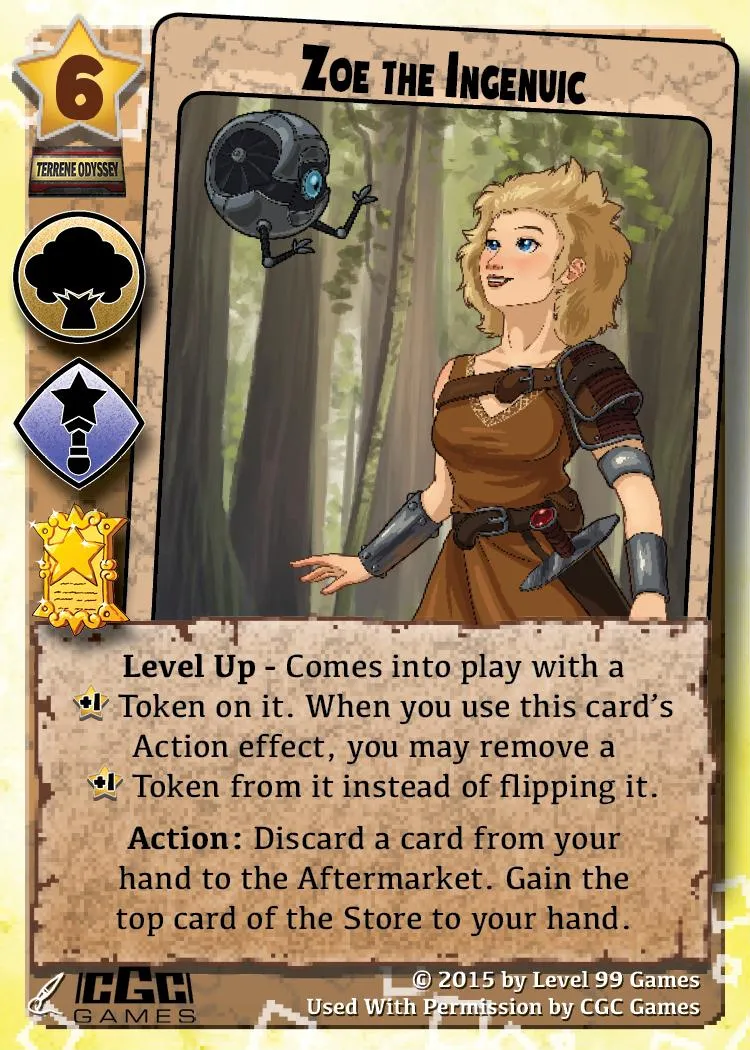 6
Zoe the Ingenuic
TERRENE ODYSSEY
Level Up - Comes into play with a
+1 Token on it. When you use this card's
Action effect, you may remove a
+1 Token from it instead of flipping it.
Action: Discard a card from your
hand to the Aftermarket. Gain the
top card of the Store to your hand.
CGC
GAMES
© 2015 by Level 99 Games
Used With Permission by CGC Games